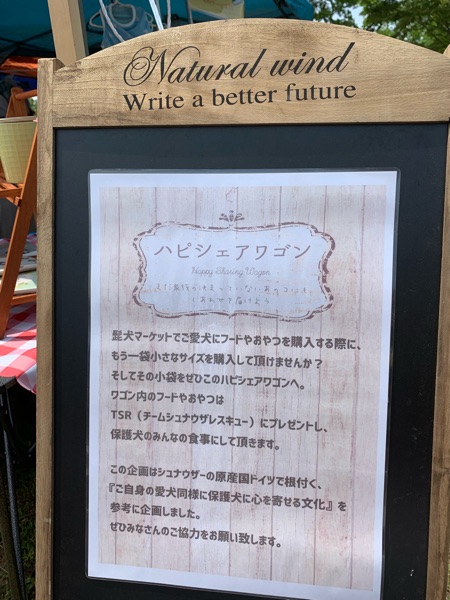 Natural wind
Write a better future
ハピシェアワゴン
Happy Sharing Wagon
髭犬マーケットでご愛犬にフードやおやつを購入する際に、
もう一袋小さなサイズを購入して頂けませんか?
そしてその小袋をぜひこのハピシェアワゴンへ。
ワゴン内のフードやおやつは
TSR(チームシュナウザレスキュー)にプレゼントし、
保護犬のみんなの食事にして頂きます。
この企画はシュナウザーの原産国ドイツで根付く、
『ご自身の愛犬同様に保護犬に心を寄せる文化』を
参考に企画しました。
ぜひみなさんのご協力をお願い致します。